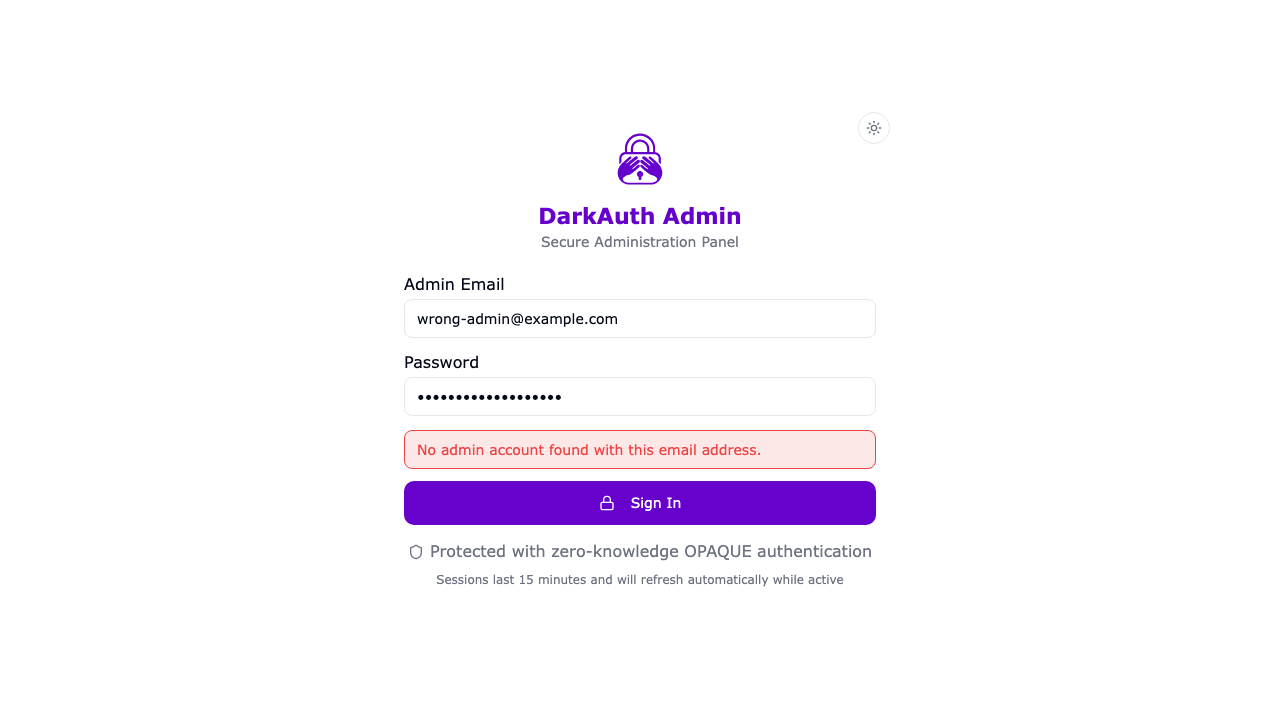 DarkAuth Admin
Secure Administration Panel
Admin Email
wrong-admin@example.com
Password
•••••••••••••••••••
No admin account found with this email address.
Sign In
Protected with zero-knowledge OPAQUE authentication
Sessions last 15 minutes and will refresh automatically while active